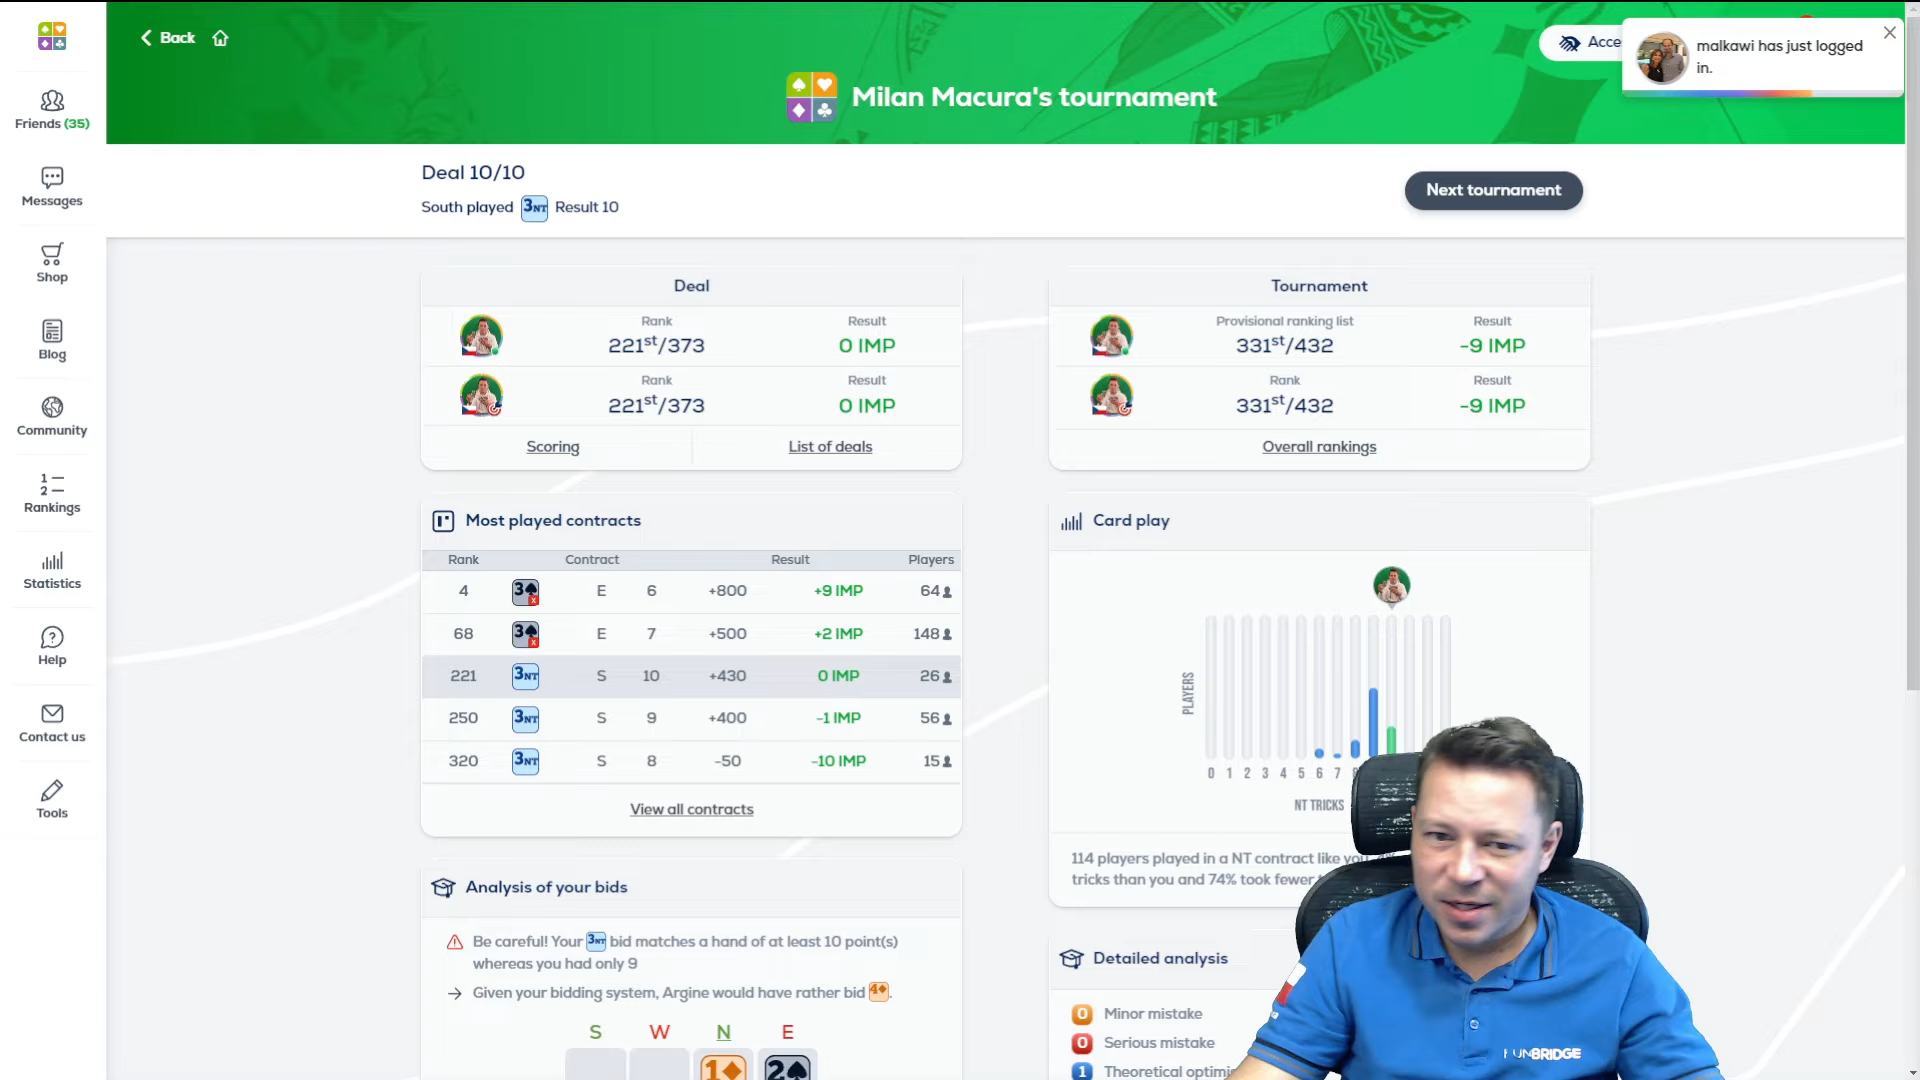 Back
Acce
malkawi has just logged
in.
Milan Macura's tournament
Friends (35)
Messages
Shop
Blog
Community
Rankings
Statistics
Help
Contact us
Tools
Deal 10/10
South played 3NT Result 10
Next tournament
Deal
Rank Result
221st/373 0 IMP
Rank Result
221st/373 0 IMP
Scoring List of deals
Tournament
Provisional ranking list Result
331st/432 -9 IMP
Rank Result
331st/432 -9 IMP
Overall rankings
Most played contracts
Rank Contract Result Players
4 3♠ x E 6 +800 +9 IMP 64
68 3♠ x E 7 +500 +2 IMP 148
221 3NT S 10 +430 0 IMP 26
250 3NT S 9 +400 -1 IMP 56
320 3NT S 8 -50 -10 IMP 15
View all contracts
Card play
PLAYERS
0 1 2 3 4 5 6 7
NT TRICKS
114 players played in a NT contract like you
tricks than you and 74% took fewer
Analysis of your bids
Be careful! Your 3NT bid matches a hand of at least 10 point(s)
whereas you had only 9
Given your bidding system, Argine would have rather bid 4♦.
S W N E
1♦ 2♠
Detailed analysis
0 Minor mistake
0 Serious mistake
1 Theoretical optim
FUNBRIDGE